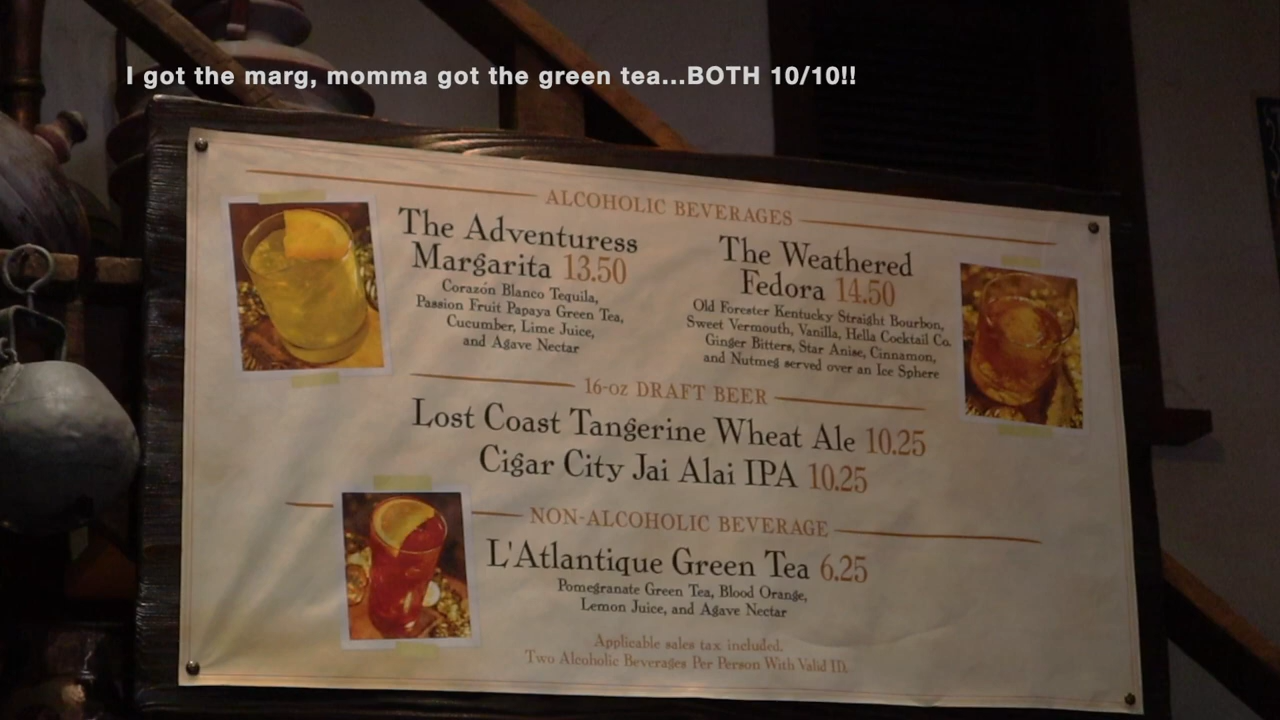 I got the marg, momma got the green tea...BOTH 10/10!!
ALCOHOLIC BEVERAGES
The Adventuress
Margarita 13.50
Corazón Blanco Tequila,
Passion Fruit Papaya Green Tea,
Cucumber, Lime Juice,
and Agave Nectar
The Weathered
Fedora 14.50
Old Forester Kentucky Straight Bourbon,
Sweet Vermouth, Vanilla, Hella Cocktail Co.
Ginger Bitters, Star Anise, Cinnamon,
and Nutmeg served over an Ice Sphere
16-oz DRAFT BEER
Lost Coast Tangerine Wheat Ale 10.25
Cigar City Jai Alai IPA 10.25
NON-ALCOHOLIC BEVERAGE
L'Atlantique Green Tea 6.25
Pomegranate Green Tea, Blood Orange,
Lemon Juice, and Agave Nectar
Applicable sales tax included.
Two Alcoholic Beverages Per Person With Valid ID.